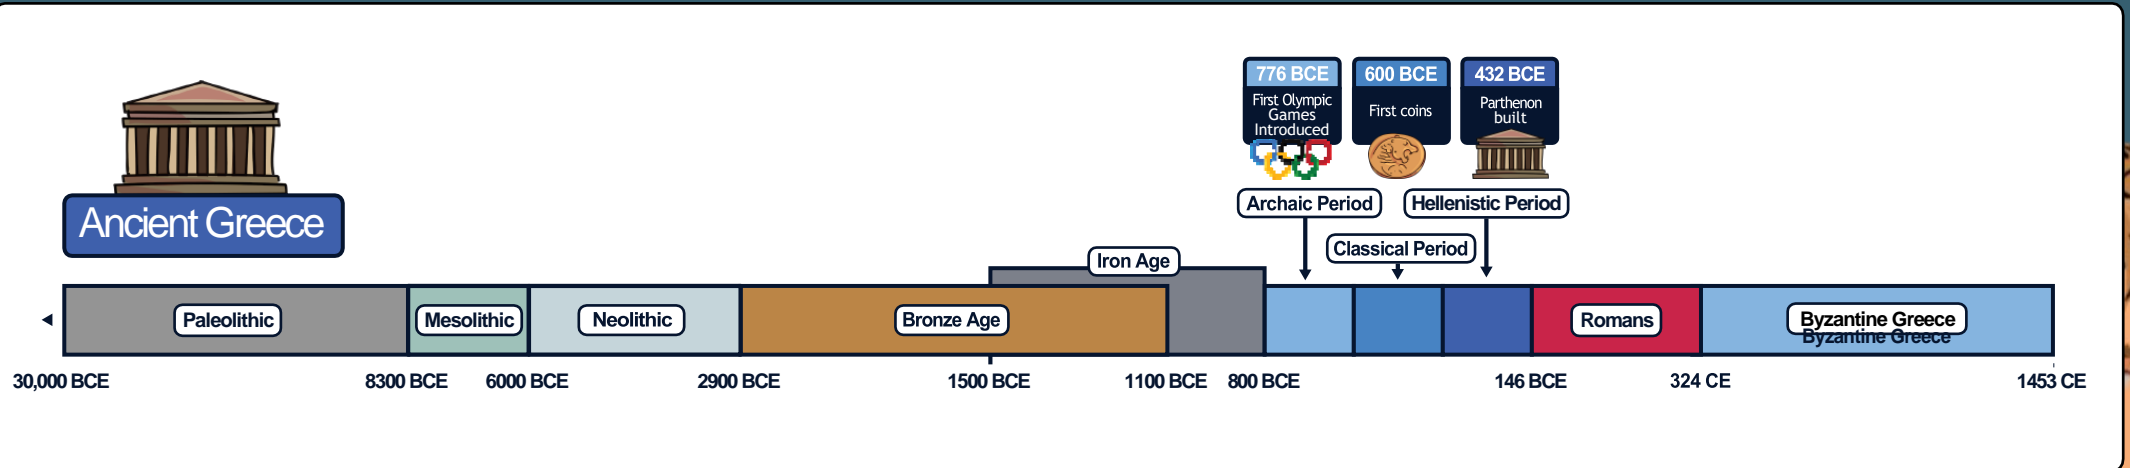 776 BCE
First Olympic
Games
Introduced
600 BCE
First coins
432 BCE
Parthenon
built
Ancient Greece
Archaic Period
Hellenistic Period
Classical Period
Iron Age
Paleolithic
Mesolithic
Neolithic
Bronze Age
Romans
Byzantine Greece
Byzantine Greece
30,000 BCE
8300 BCE
6000 BCE
2900 BCE
1500 BCE
1100 BCE
800 BCE
146 BCE
324 CE
1453 CE